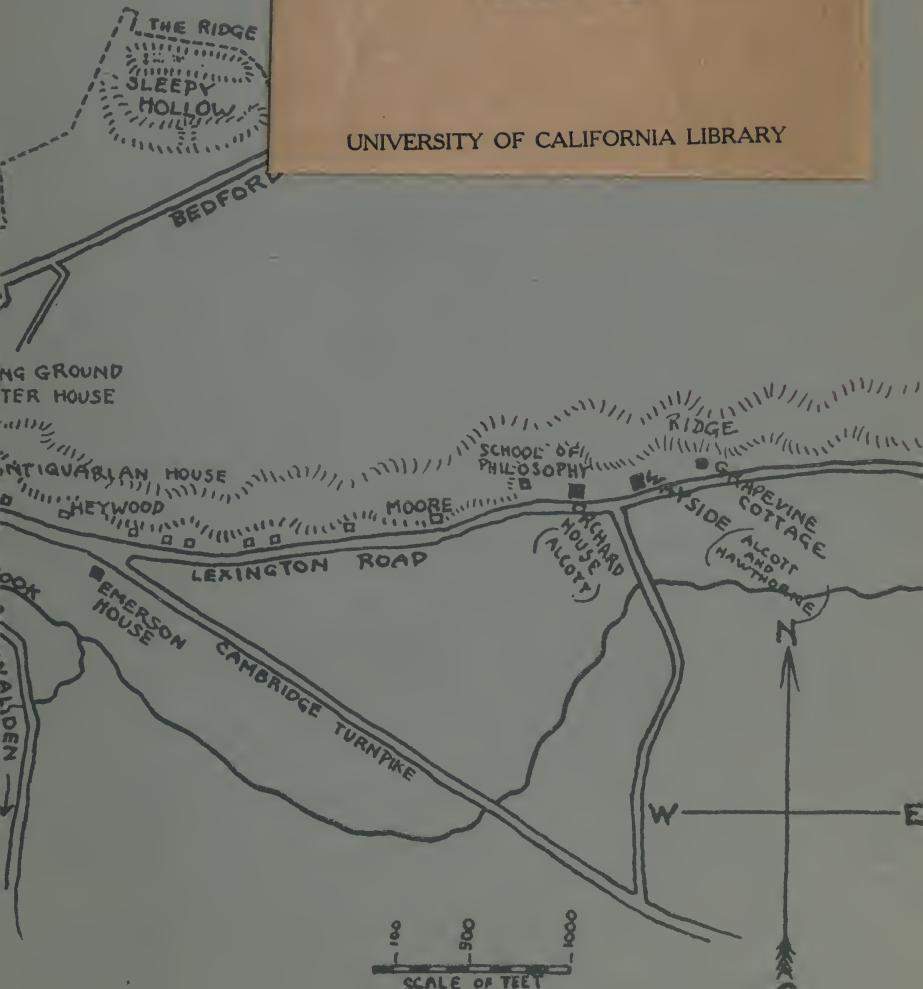 UNIVERSITY OF CALIFORNIA LIBRARY
THE RIDGE
SLEEPY
HOLLOW
BEDFORD
NG GROUND
TER HOUSE
NTIQUARIAN HOUSE
HEYWOOD
MOORE
SCHOOL OF
PHILOSOPHY
RIDGE
ORCHARD
HOUSE
(ALCOTT)
WAYSIDE
(ALCOTT
AND
HAWTHORNE)
GRAPEVINE
COTTAGE
LEXINGTON ROAD
EMERSON
HOUSE
CAMBRIDGE TURNPIKE
OOK
WALDEN
N
W
E
100
500
1000
SCALE OF FEET